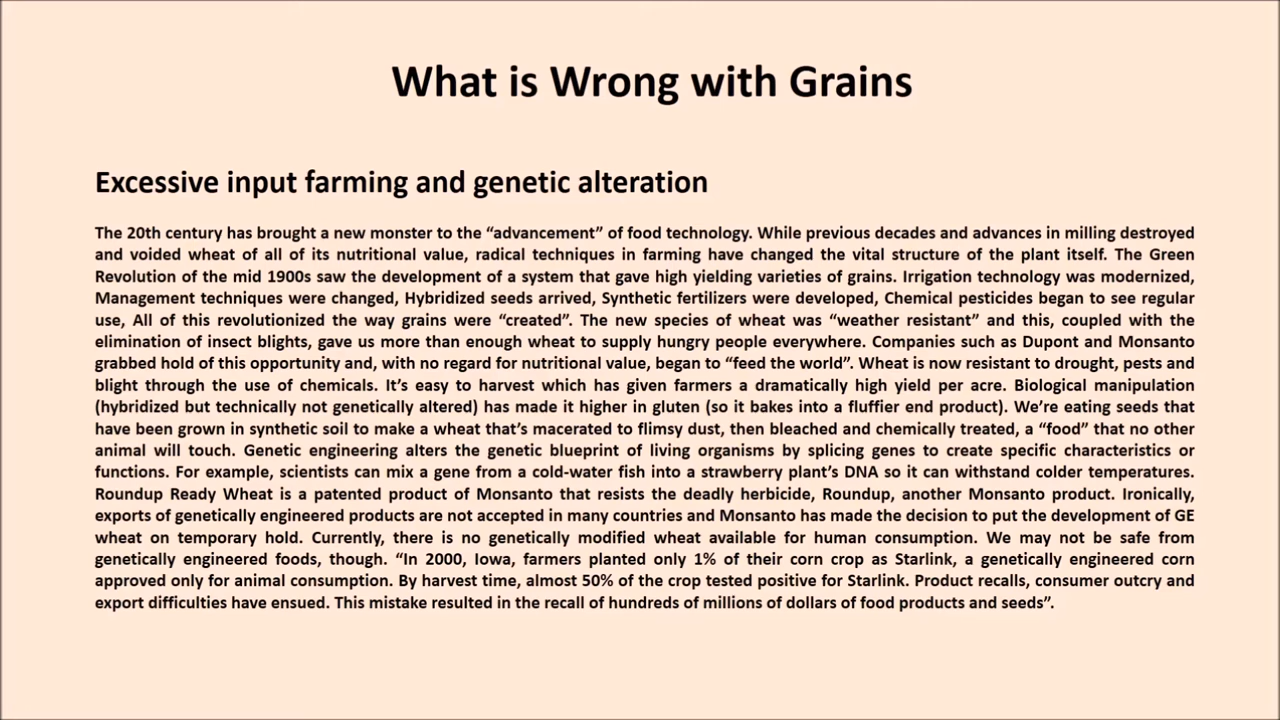 What is Wrong with Grains
Excessive input farming and genetic alteration
The 20th century has brought a new monster to the “advancement” of food technology. While previous decades and advances in milling destroyed
and voided wheat of all of its nutritional value, radical techniques in farming have changed the vital structure of the plant itself. The Green
Revolution of the mid 1900s saw the development of a system that gave high yielding varieties of grains. Irrigation technology was modernized,
Management techniques were changed, Hybridized seeds arrived, Synthetic fertilizers were developed, Chemical pesticides began to see regular
use, All of this revolutionized the way grains were “created”. The new species of wheat was “weather resistant” and this, coupled with the
elimination of insect blights, gave us more than enough wheat to supply hungry people everywhere. Companies such as Dupont and Monsanto
grabbed hold of this opportunity and, with no regard for nutritional value, began to “feed the world”. Wheat is now resistant to drought, pests and
blight through the use of chemicals. It’s easy to harvest which has given farmers a dramatically high yield per acre. Biological manipulation
(hybridized but technically not genetically altered) has made it higher in gluten (so it bakes into a fluffier end product). We’re eating seeds that
have been grown in synthetic soil to make a wheat that’s macerated to flimsy dust, then bleached and chemically treated, a “food” that no other
animal will touch. Genetic engineering alters the genetic blueprint of living organisms by splicing genes to create specific characteristics or
functions. For example, scientists can mix a gene from a cold-water fish into a strawberry plant’s DNA so it can withstand colder temperatures.
Roundup Ready Wheat is a patented product of Monsanto that resists the deadly herbicide, Roundup, another Monsanto product. Ironically,
exports of genetically engineered products are not accepted in many countries and Monsanto has made the decision to put the development of GE
wheat on temporary hold. Currently, there is no genetically modified wheat available for human consumption. We may not be safe from
genetically engineered foods, though. “In 2000, Iowa, farmers planted only 1% of their corn crop as Starlink, a genetically engineered corn
approved only for animal consumption. By harvest time, almost 50% of the crop tested positive for Starlink. Product recalls, consumer outcry and
export difficulties have ensued. This mistake resulted in the recall of hundreds of millions of dollars of food products and seeds”.